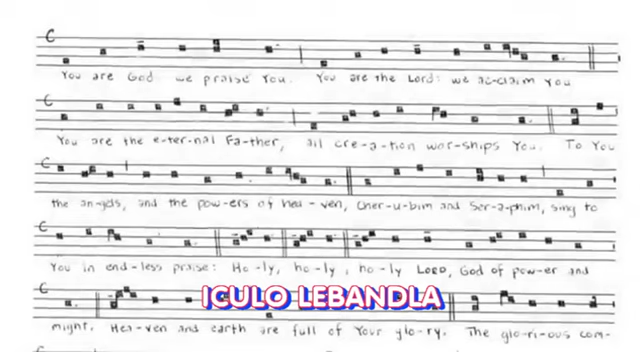 You are God we praise You. You are the Lord: we ac-claim You
You are the e-ter-nal Fa-ther, all cre-a-tion wor-ships You. To You
the an-gels, and the pow-ers of hea-ven, Cher-u-bim and Ser-a-phim, sing to
You in end-less praise: Ho-ly, ho-ly, ho-ly LORD, God of pow-er and
ICULO LEBANDLA
might. Hea-ven and earth are full of Your glo-ry. The glo-ri-ous com-